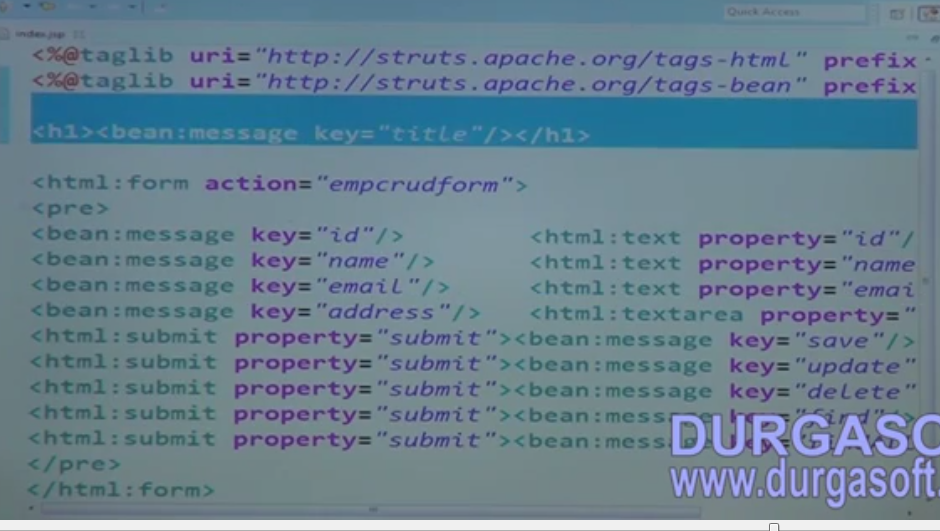 Quick Access
index.jsp
<%@taglib uri="http://struts.apache.org/tags-html" prefix
<%@taglib uri="http://struts.apache.org/tags-bean" prefix
<h1><bean:message key="title"/></h1>
<html:form action="empcrudform">
<pre>
<bean:message key="id"/> <html:text property="id"/
<bean:message key="name"/> <html:text property="name
<bean:message key="email"/> <html:text property="emai
<bean:message key="address"/> <html:textarea property="
<html:submit property="submit"><bean:message key="save"/>
<html:submit property="submit"><bean:message key="update"
<html:submit property="submit"><bean:message key="delete"
<html:submit property="submit"><bean:message key="find"/>
<html:submit property="submit"><bean:message
</pre>
</html:form>
DURGASO
www.durgasoft.